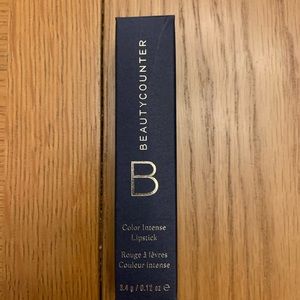 BEAUTYCOUNTER
B
Color Intense
Lipstick
Rouge à lèvres
Couleur intense
3.4 g / 0.12 oz ℮